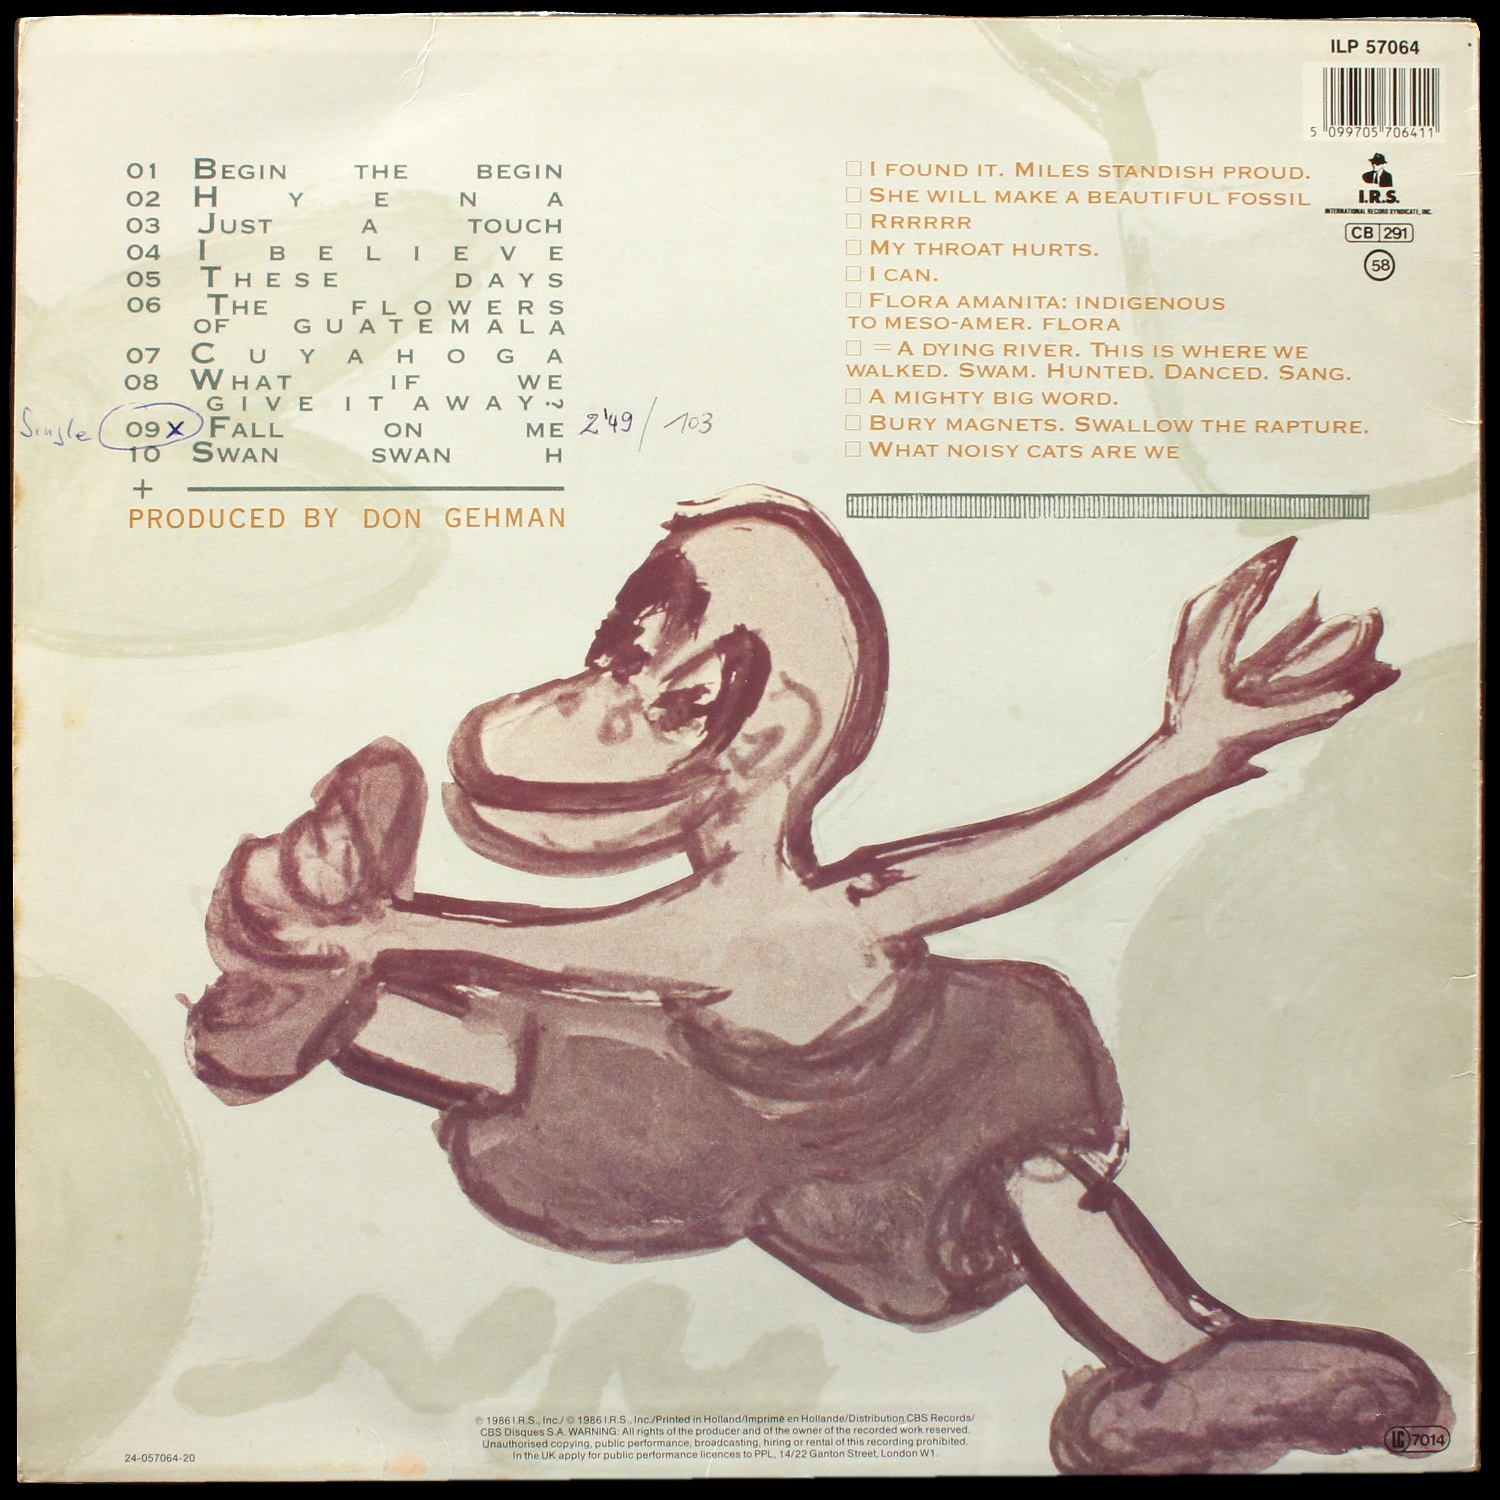 ILP 57064
5 099705 706411
I.R.S.
INTERNATIONAL RECORD SYNDICATE, INC.
CB 291
58
01 BEGIN THE BEGIN
02 HYENA
03 JUST A TOUCH
04 I BELIEVE
05 THESE DAYS
06 THE FLOWERS
OF GUATEMALA
07 CUYAHOGA
08 WHAT IF WE
GIVE IT AWAY?
Single 09 X FALL ON ME 2'49 / 103
10 SWAN SWAN H
+
PRODUCED BY DON GEHMAN
□ I FOUND IT. MILES STANDISH PROUD.
□ SHE WILL MAKE A BEAUTIFUL FOSSIL
□ RRRRRR
□ MY THROAT HURTS.
□ I CAN.
□ FLORA AMANITA: INDIGENOUS
TO MESO-AMER. FLORA
□ = A DYING RIVER. THIS IS WHERE WE
WALKED. SWAM. HUNTED. DANCED. SANG.
□ A MIGHTY BIG WORD.
□ BURY MAGNETS. SWALLOW THE RAPTURE.
□ WHAT NOISY CATS ARE WE
℗ 1986 I.R.S., Inc./ © 1986 I.R.S., Inc./Printed in Holland/Imprimé en Hollande/Distribution CBS Records/
CBS Disques S.A. WARNING: All rights of the producer and of the owner of the recorded work reserved.
Unauthorised copying, public performance, broadcasting, hiring or rental of this recording prohibited.
In the UK apply for public performance licences to PPL, 14/22 Ganton Street, London W1.
24-057064-20
LC 7014